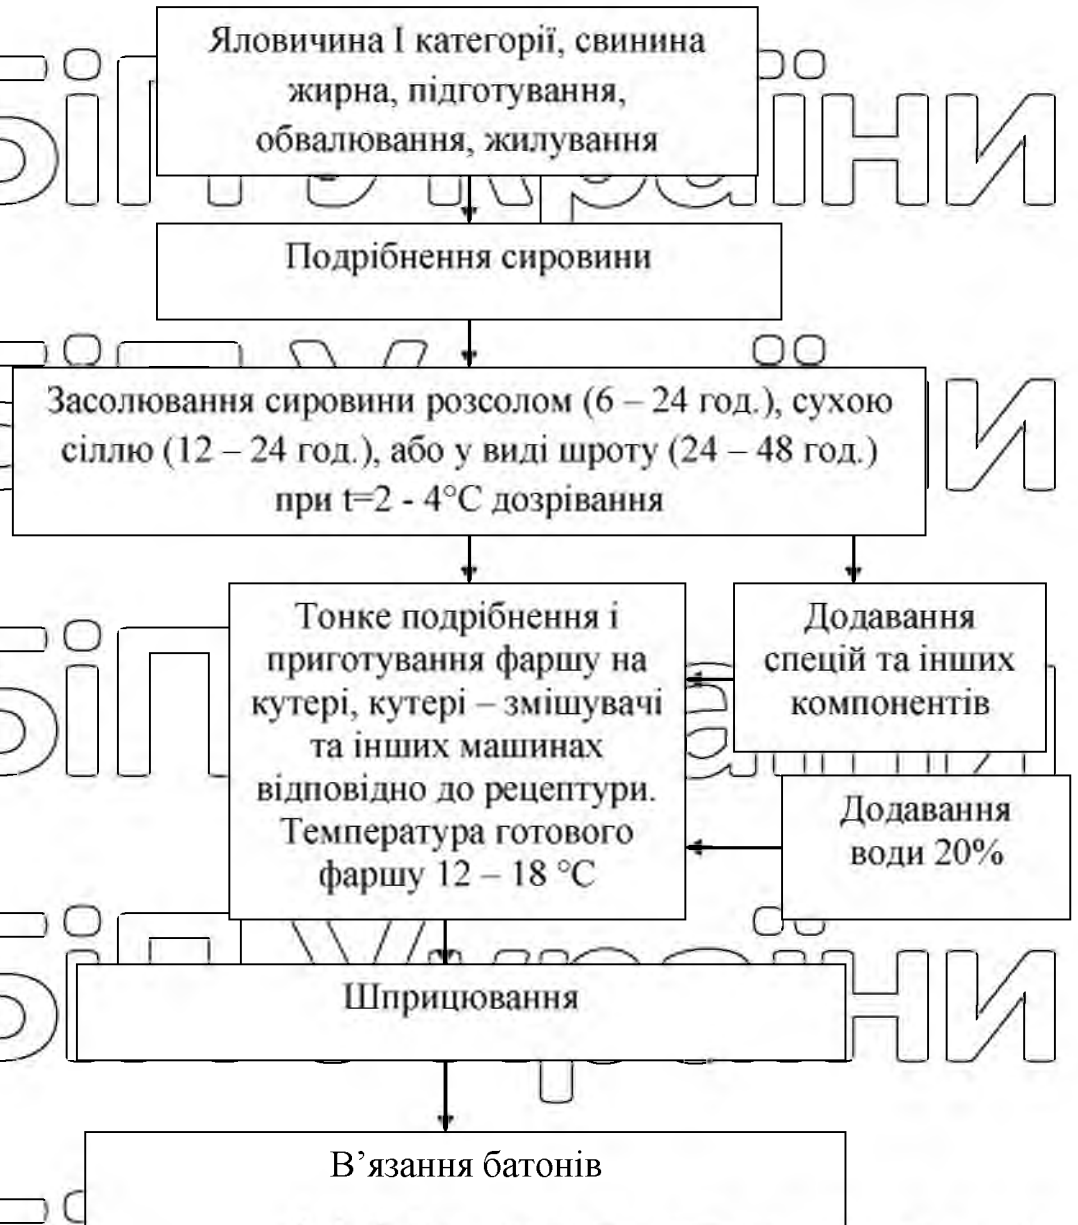 Яловичина І категорії, свинина
жирна, підготування,
обвалювання, жилування
Подрібнення сировини
Засолювання сировини розсолом (6 – 24 год.), сухою
сіллю (12 – 24 год.), або у виді шроту (24 – 48 год.)
при t=2 - 4°C дозрівання
Тонке подрібнення і
приготування фаршу на
кутері, кутері – змішувачі
та інших машинах
відповідно до рецептури.
Температура готового
фаршу 12 – 18 °C
Додавання
спецій та інших
компонентів
Додавання
води 20%
Шприцювання
В’язання батонів